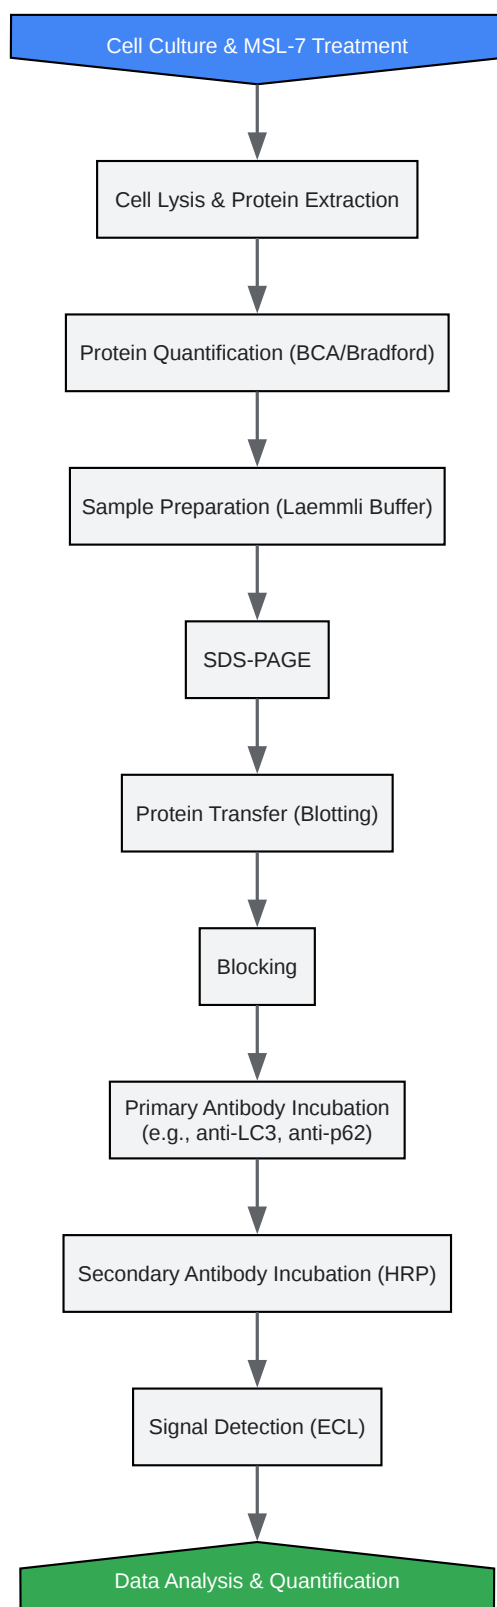 Cell Culture & MSL-7 Treatment
Cell Lysis & Protein Extraction
Protein Quantification (BCA/Bradford)
Sample Preparation (Laemmli Buffer)
SDS-PAGE
Protein Transfer (Blotting)
Blocking
Primary Antibody Incubation
(e.g., anti-LC3, anti-p62)
Secondary Antibody Incubation (HRP)
Signal Detection (ECL)
Data Analysis & Quantification